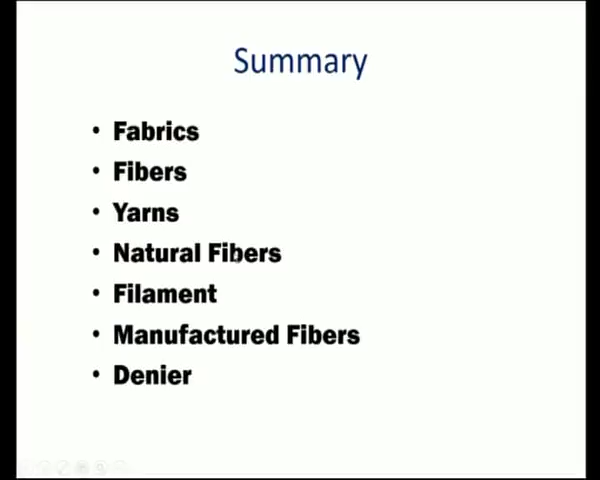 Summary
• Fabrics
• Fibers
• Yarns
• Natural Fibers
• Filament
• Manufactured Fibers
• Denier